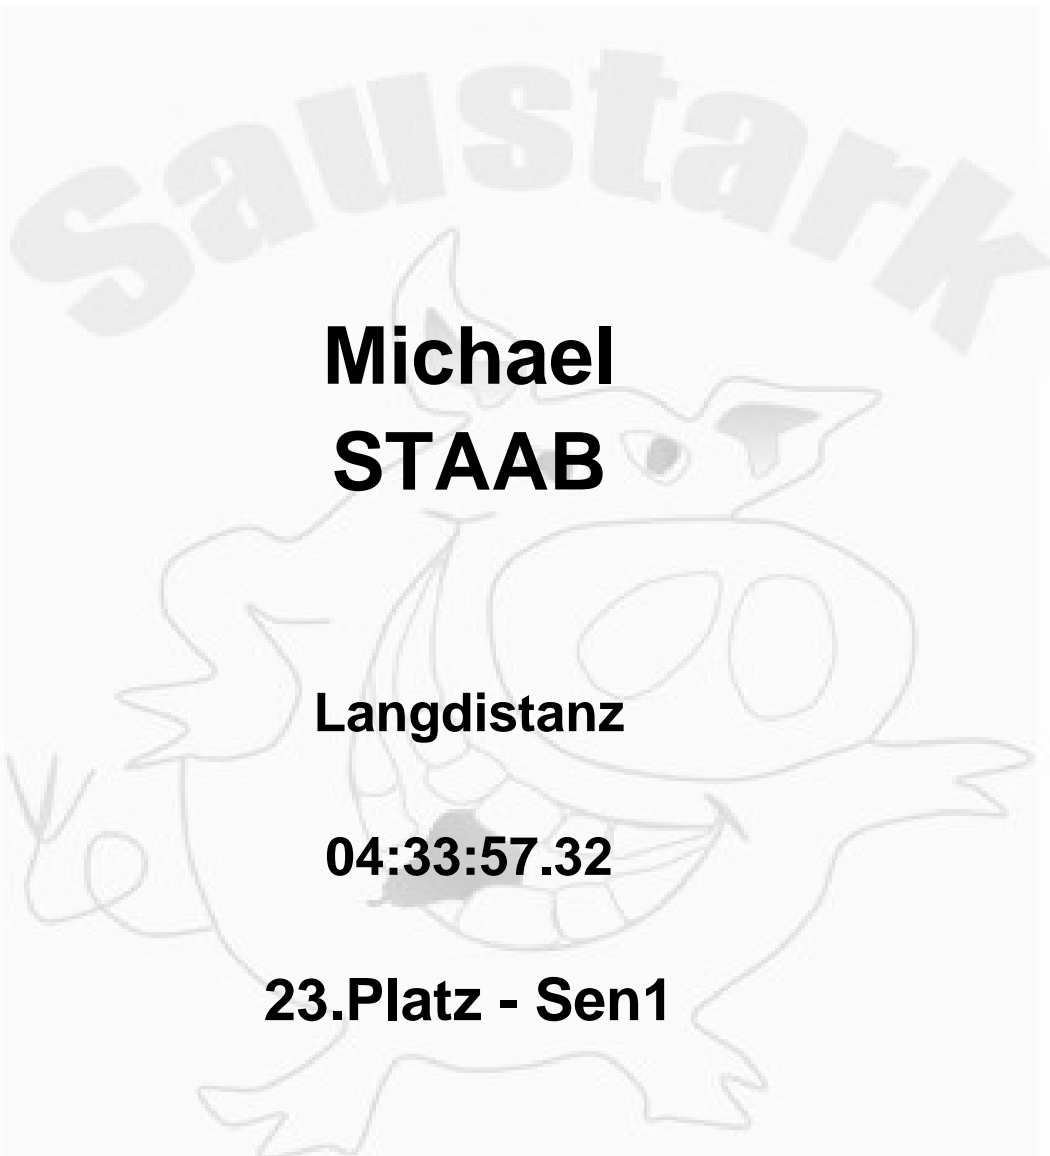 Saustark
Michael
STAAB
Langdistanz
04:33:57.32
23.Platz - Sen1